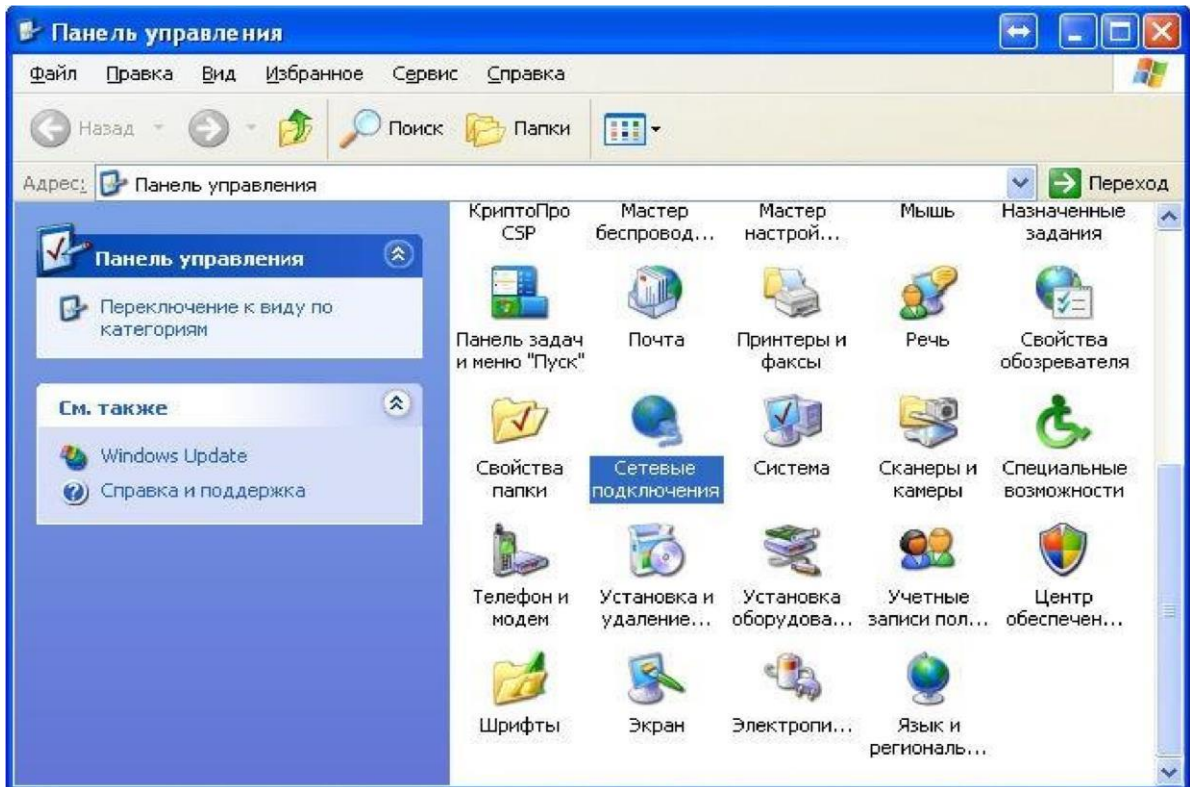 Панель управления
Файл Правка Вид Избранное Сервис Справка
Назад Поиск Папки
Адрес: Панель управления Переход
Панель управления
Переключение к виду по
категориям
См. также
Windows Update
Справка и поддержка
КриптоПро Мастер Мастер Мышь Назначенные
CSP беспровод... настрой... задания
Панель задач Почта Принтеры и Речь Свойства
и меню "Пуск" факсы обозревателя
Свойства Сетевые Система Сканеры и Специальные
папки подключения камеры возможности
Телефон и Установка и Установка Учетные Центр
модем удаление... оборудова... записи пол... обеспечен...
Шрифты Экран Электропи... Язык и
региональ...